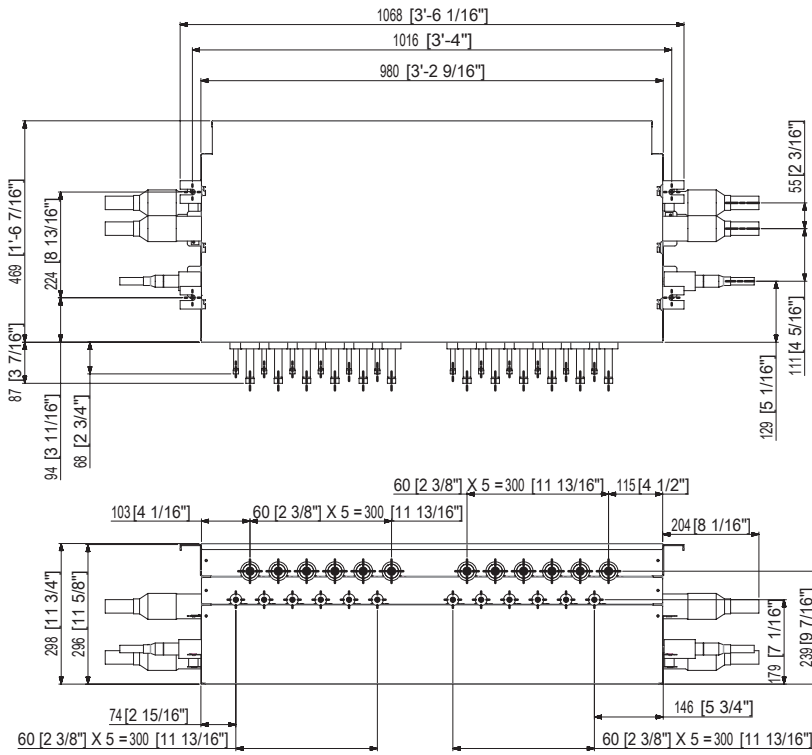 1068 [3'-6 1/16"]
1016 [3'-4"]
980 [3'-2 9/16"]
55 [2 3/16"]
469 [1'-6 7/16"]
224 [8 13/16"]
111 [4 5/16"]
87 [3 7/16"]
94 [3 11/16"]
68 [2 3/4"]
129 [5 1/16"]
60 [2 3/8"] X 5 =300 [11 13/16"]
115 [4 1/2"]
103 [4 1/16"]
60 [2 3/8"] X 5 =300 [11 13/16"]
204 [8 1/16"]
298 [11 3/4"]
296 [11 5/8"]
179 [7 1/16"]
239 [9 7/16"]
74 [2 15/16"]
146 [5 3/4"]
60 [2 3/8"] X 5 =300 [11 13/16"]
60 [2 3/8"] X 5 =300 [11 13/16"]